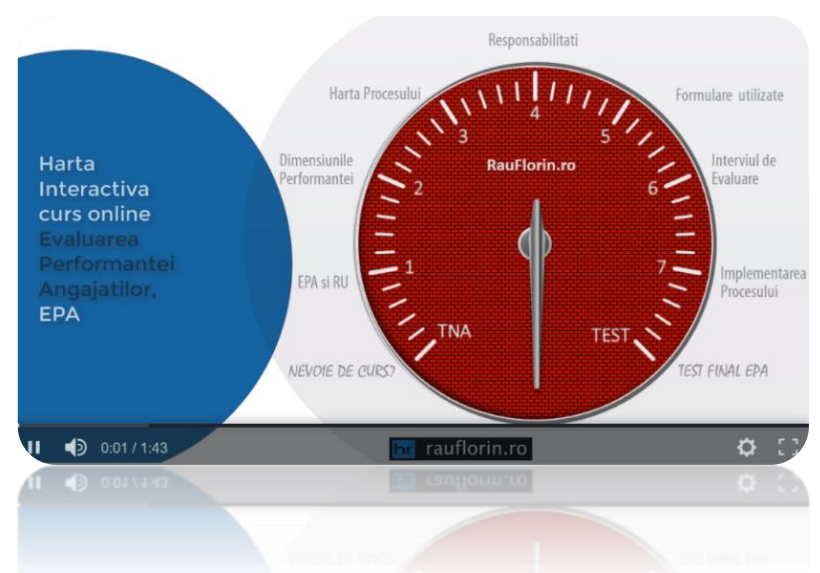 Harta
Interactiva
curs online
Evaluarea
Performantei
Angajatilor,
EPA
Responsabilitati
Harta Procesului
Formulare utilizate
Dimensiunile
Performantei
Interviul de
Evaluare
EPA si RU
Implementarea
Procesului
NEVOIE DE CURS?
TEST FINAL EPA
RauFlorin.ro
TNA
1
2
3
4
5
6
7
TEST
0:01 / 1:43
hr rauflorin.ro